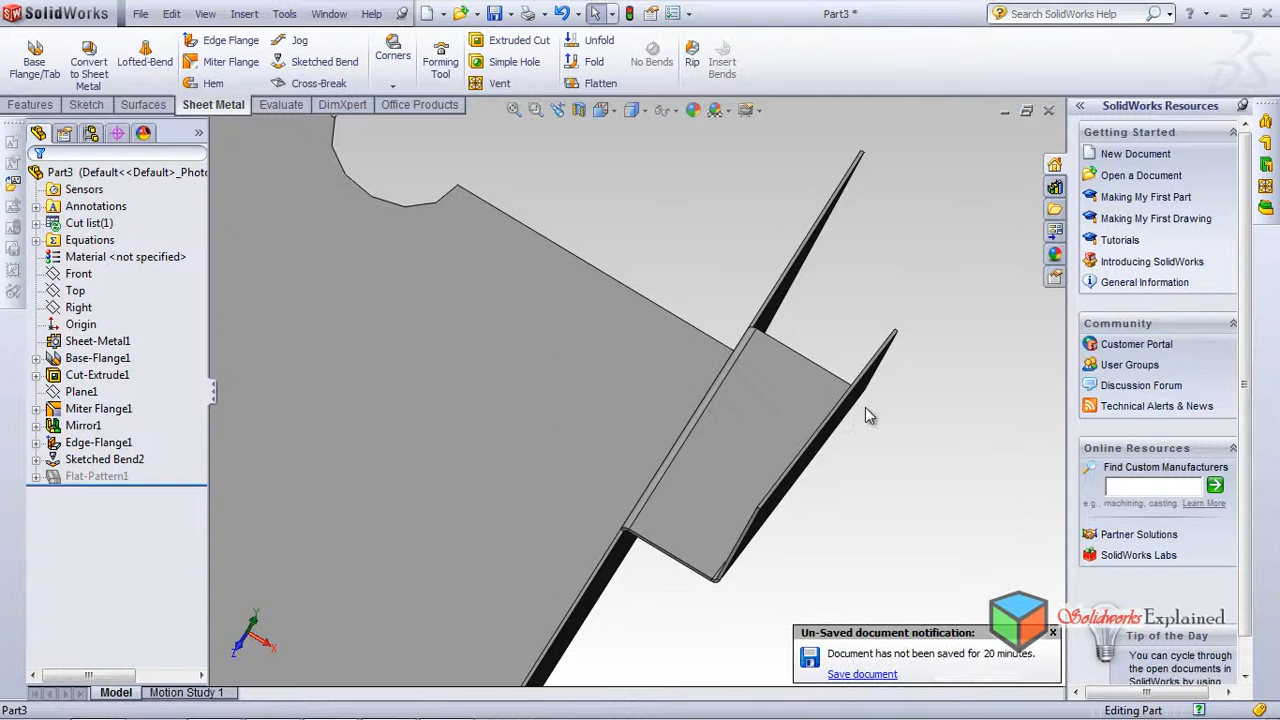 SolidWorks File Edit View Insert Tools Window Help Part3 * Search SolidWorks Help
Base Flange/Tab
Convert to Sheet Metal
Lofted-Bend
Edge Flange
Miter Flange
Hem
Jog
Sketched Bend
Cross-Break
Corners
Forming Tool
Extruded Cut
Simple Hole
Vent
Unfold
Fold
Flatten
No Bends
Rip
Insert Bends
Features Sketch Surfaces Sheet Metal Evaluate DimXpert Office Products
Part3 (Default<<Default>_Photo
Sensors
Annotations
Cut list(1)
Equations
Material <not specified>
Front
Top
Right
Origin
Sheet-Metal1
Base-Flange1
Cut-Extrude1
Plane1
Miter Flange1
Mirror1
Edge-Flange1
Sketched Bend2
Flat-Pattern1
Y
X
Z
SolidWorks Resources
Getting Started
New Document
Open a Document
Making My First Part
Making My First Drawing
Tutorials
Introducing SolidWorks
General Information
Community
Customer Portal
User Groups
Discussion Forum
Technical Alerts & News
Online Resources
Find Custom Manufacturers
e.g., machining, casting. Learn More
Partner Solutions
SolidWorks Labs
Solidworks Explained
Tip of the Day
You can cycle through
the open documents in
SolidWorks by using
Un-Saved document notification:
Document has not been saved for 20 minutes.
Save document
Model Motion Study 1
Part3 Editing Part